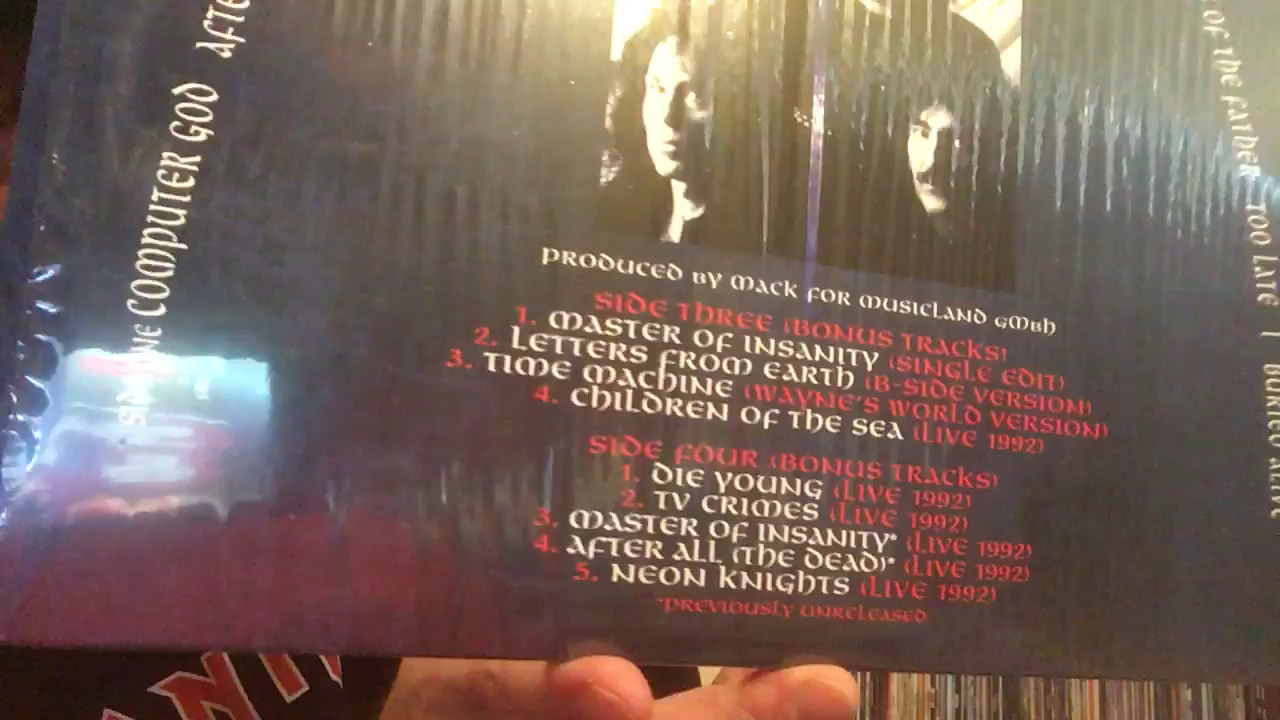 COMPUTER GOD AFTE
OF THE FATHER TOO LATE | BURIED ALIVE
PRODUCED BY MACK FOR MUSICLAND GMBH
SIDE THREE (BONUS TRACKS)
1. MASTER OF INSANITY (SINGLE EDIT)
2. LETTERS FROM EARTH (B-SIDE VERSION)
3. TIME MACHINE (WAYNE'S WORLD VERSION)
4. CHILDREN OF THE SEA (LIVE 1992)
SIDE FOUR (BONUS TRACKS)
1. DIE YOUNG (LIVE 1992)
2. TV CRIMES (LIVE 1992)
3. MASTER OF INSANITY* (LIVE 1992)
4. AFTER ALL (THE DEAD)* (LIVE 1992)
5. NEON KNIGHTS (LIVE 1992)
*PREVIOUSLY UNRELEASED